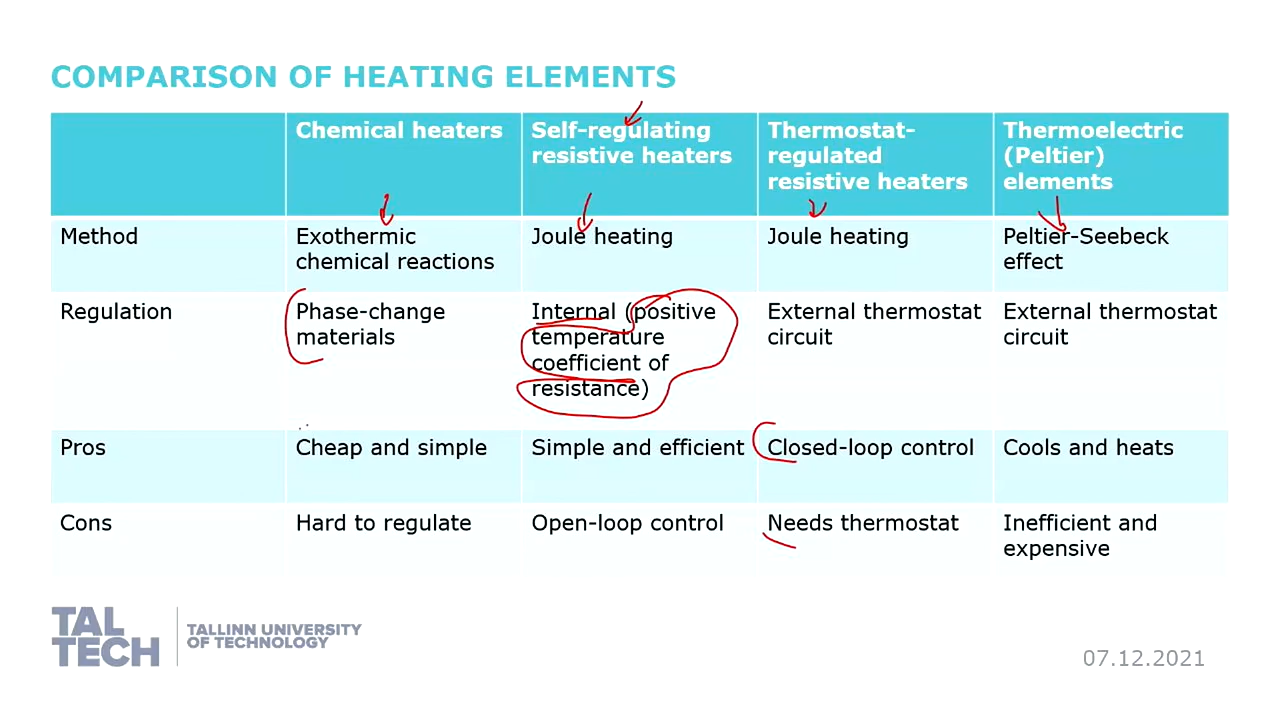 COMPARISON OF HEATING ELEMENTS
Chemical heaters
Self-regulating
resistive heaters
Thermostat-
regulated
resistive heaters
Thermoelectric
(Peltier)
elements
Method
Exothermic
chemical reactions
Joule heating
Joule heating
Peltier-Seebeck
effect
Regulation
Phase-change
materials
Internal (positive
temperature
coefficient of
resistance)
External thermostat
circuit
External thermostat
circuit
Pros
Cheap and simple
Simple and efficient
Closed-loop control
Cools and heats
Cons
Hard to regulate
Open-loop control
Needs thermostat
Inefficient and
expensive
TAL
TECH
TALLINN UNIVERSITY
OF TECHNOLOGY
07.12.2021